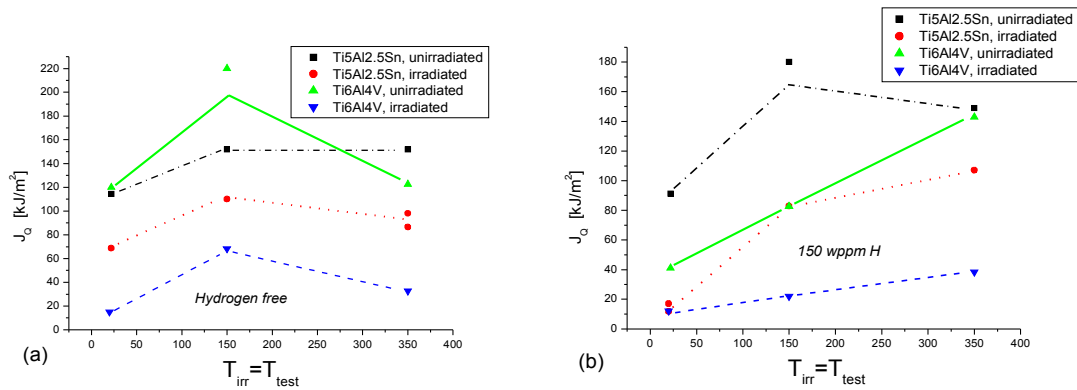 Ti5Al2.5Sn, unirradiated
Ti5Al2.5Sn, irradiated
Ti6Al4V, unirradiated
Ti6Al4V, irradiated
220
200
180
160
140
120
100
80
60
40
20
0
J_Q [kJ/m²]
Hydrogen free
0 50 100 150 200 250 300 350 400
T_irr=T_test
(a)
Ti5Al2.5Sn, unirradiated
Ti5Al2.5Sn, irradiated
Ti6Al4V, unirradiated
Ti6Al4V, irradiated
180
160
140
120
100
80
60
40
20
0
J_Q [kJ/m²]
150 wppm H
0 50 100 150 200 250 300 350 400
T_irr=T_test
(b)